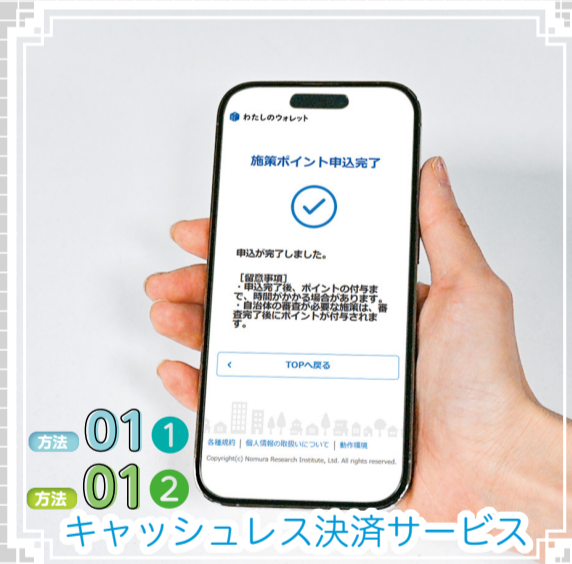 わたしのウォレット
施策ポイント申込完了
申込が完了しました。
［留意事項］
・申込完了後、ポイントの付与ま
で、時間がかかる場合があります。
・自治体の審査が必要な施策は、審
査完了後にポイントが付与されま
す。
< TOPへ戻る
各種規約 | 個人情報の取扱いについて | 動作環境
Copyright(c) Nomura Research Institute, Ltd. All rights reserved.
方法 01 1
方法 01 2
キャッシュレス決済サービス